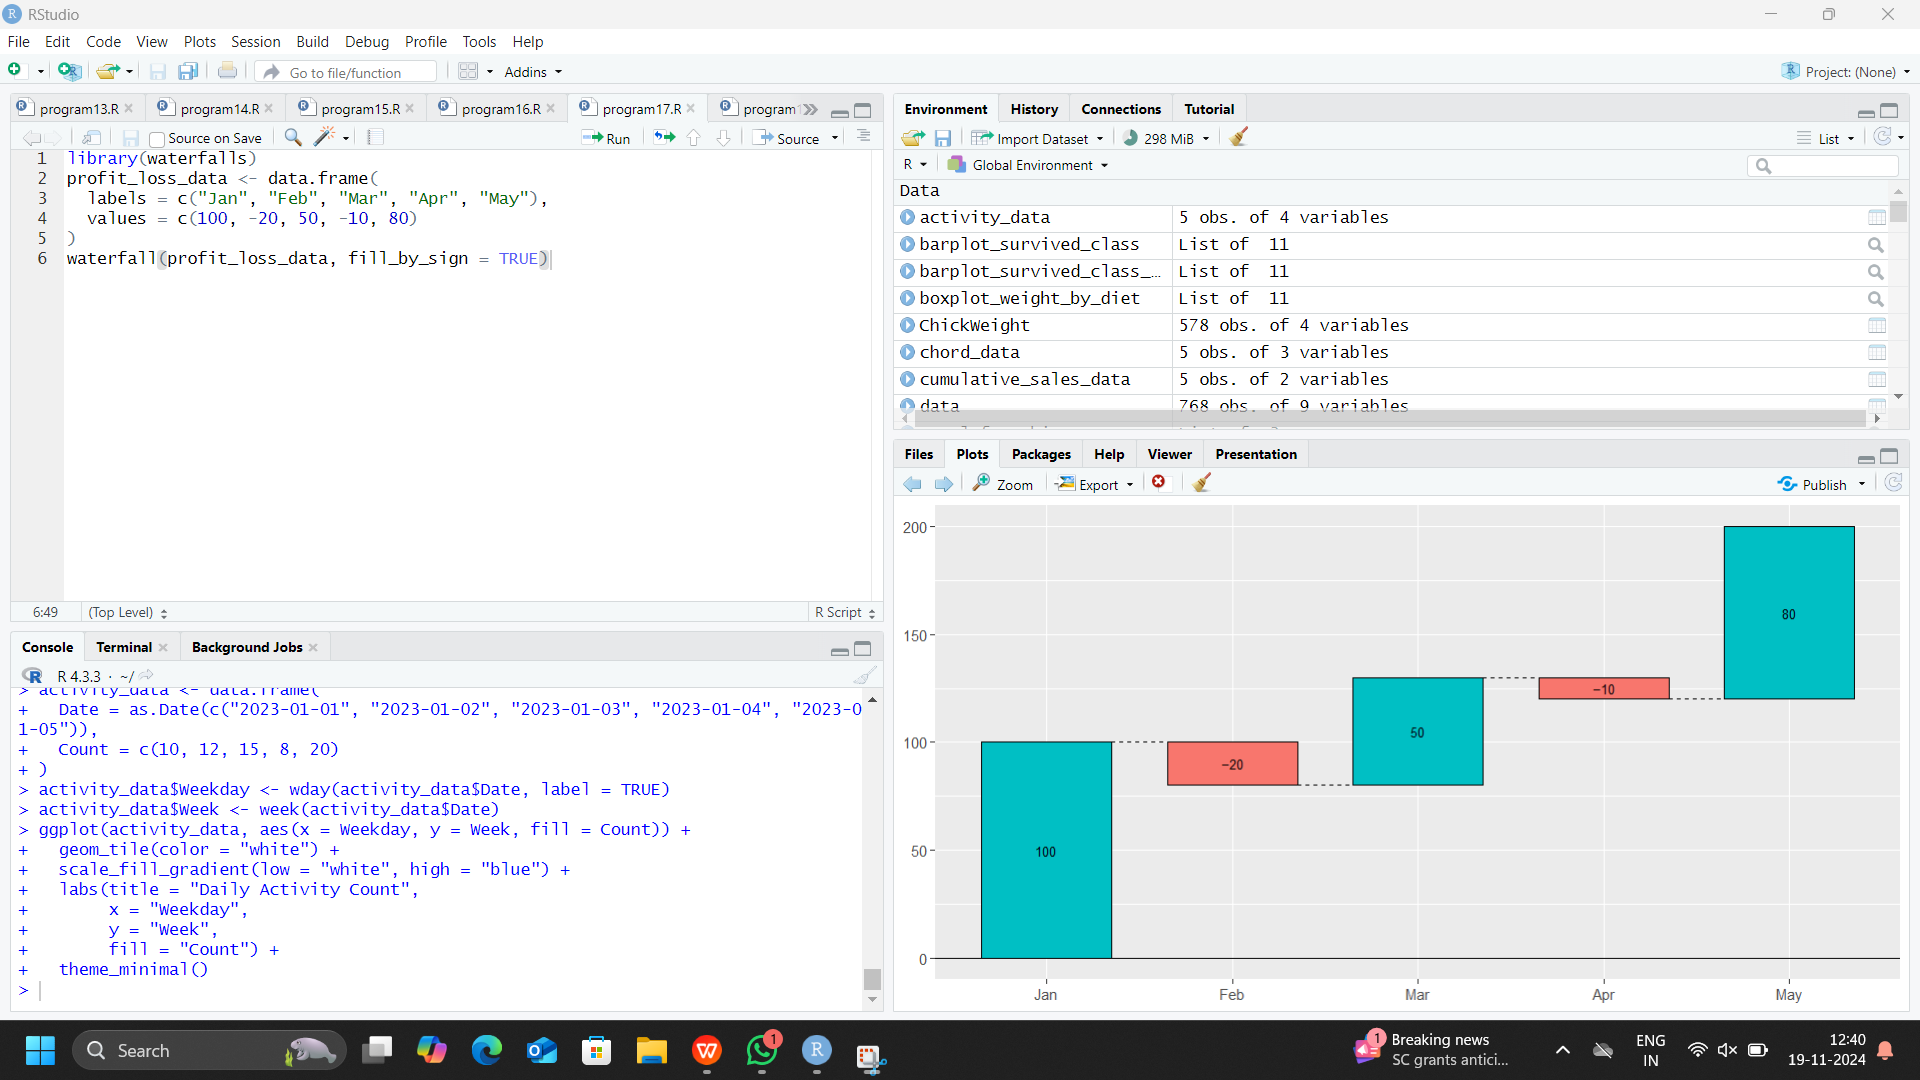 RStudio
File Edit Code View Plots Session Build Debug Profile Tools Help
Go to file/function Addins Project: (None)
program13.R program14.R program15.R program16.R program17.R program1
Source on Save Run Source
1 library(waterfalls)
2 profit_loss_data <- data.frame(
3 labels = c("Jan", "Feb", "Mar", "Apr", "May"),
4 values = c(100, -20, 50, -10, 80)
5 )
6 waterfall(profit_loss_data, fill_by_sign = TRUE)
6:49 (Top Level) R Script
Console Terminal Background Jobs
R 4.3.3 · ~/
> activity_data <- data.frame(
+ Date = as.Date(c("2023-01-01", "2023-01-02", "2023-01-03", "2023-01-04", "2023-0
1-05")),
+ Count = c(10, 12, 15, 8, 20)
+ )
> activity_data$Weekday <- wday(activity_data$Date, label = TRUE)
> activity_data$Week <- week(activity_data$Date)
> ggplot(activity_data, aes(x = Weekday, y = Week, fill = Count)) +
+ geom_tile(color = "white") +
+ scale_fill_gradient(low = "white", high = "blue") +
+ labs(title = "Daily Activity Count",
+ x = "Weekday",
+ y = "Week",
+ fill = "Count") +
+ theme_minimal()
>
Environment History Connections Tutorial
Import Dataset 298 MiB List
R Global Environment
Data
activity_data 5 obs. of 4 variables
barplot_survived_class List of 11
barplot_survived_class_… List of 11
boxplot_weight_by_diet List of 11
ChickWeight 578 obs. of 4 variables
chord_data 5 obs. of 3 variables
cumulative_sales_data 5 obs. of 2 variables
data 768 obs. of 9 variables
Files Plots Packages Help Viewer Presentation
Zoom Export Publish
200
80
150
-10
50
100
-20
50
100
0
Jan Feb Mar Apr May
Search
1
1
Breaking news
SC grants antici...
ENG
IN
12:40
19-11-2024